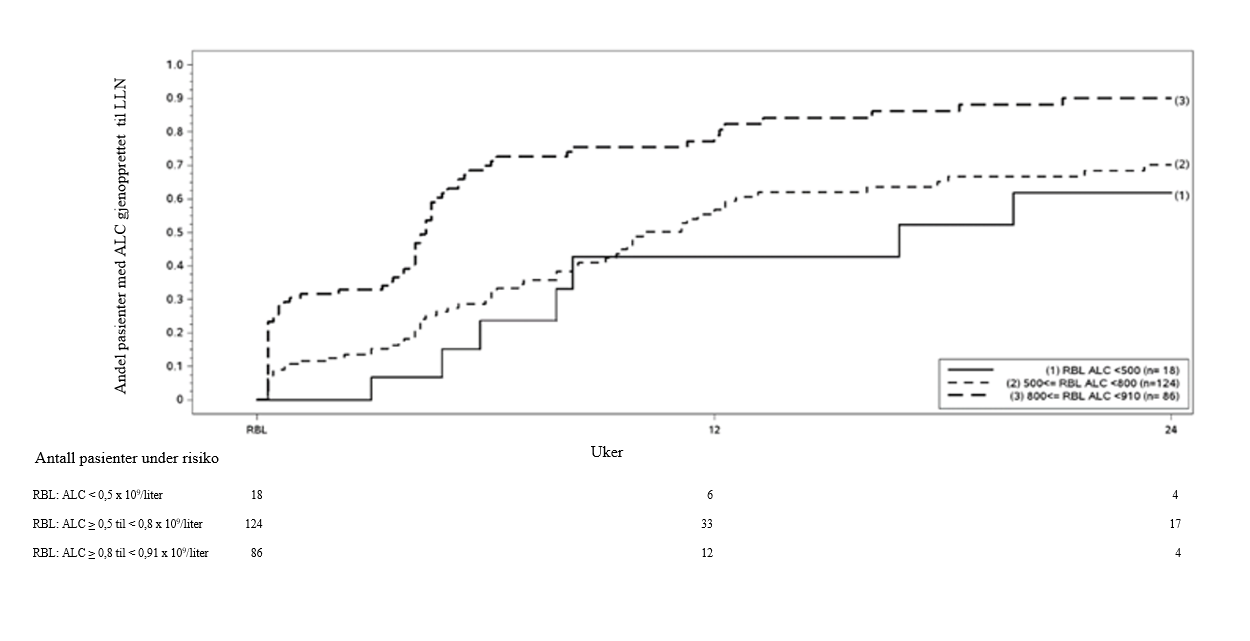 Andel pasienter med ALC gjenopprettet til LLN
1.0
0.9
0.8
0.7
0.6
0.5
0.4
0.3
0.2
0.1
0
(3)
(2)
(1)
(1) RBL ALC <500 (n= 18)
(2) 500<= RBL ALC <800 (n=124)
(3) 800<= RBL ALC <910 (n= 86)
RBL 12 24
Uker
Antall pasienter under risiko
RBL: ALC < 0,5 x 10⁹/liter 18 6 4
RBL: ALC ≥ 0,5 til < 0,8 x 10⁹/liter 124 33 17
RBL: ALC ≥ 0,8 til < 0,91 x 10⁹/liter 86 12 4